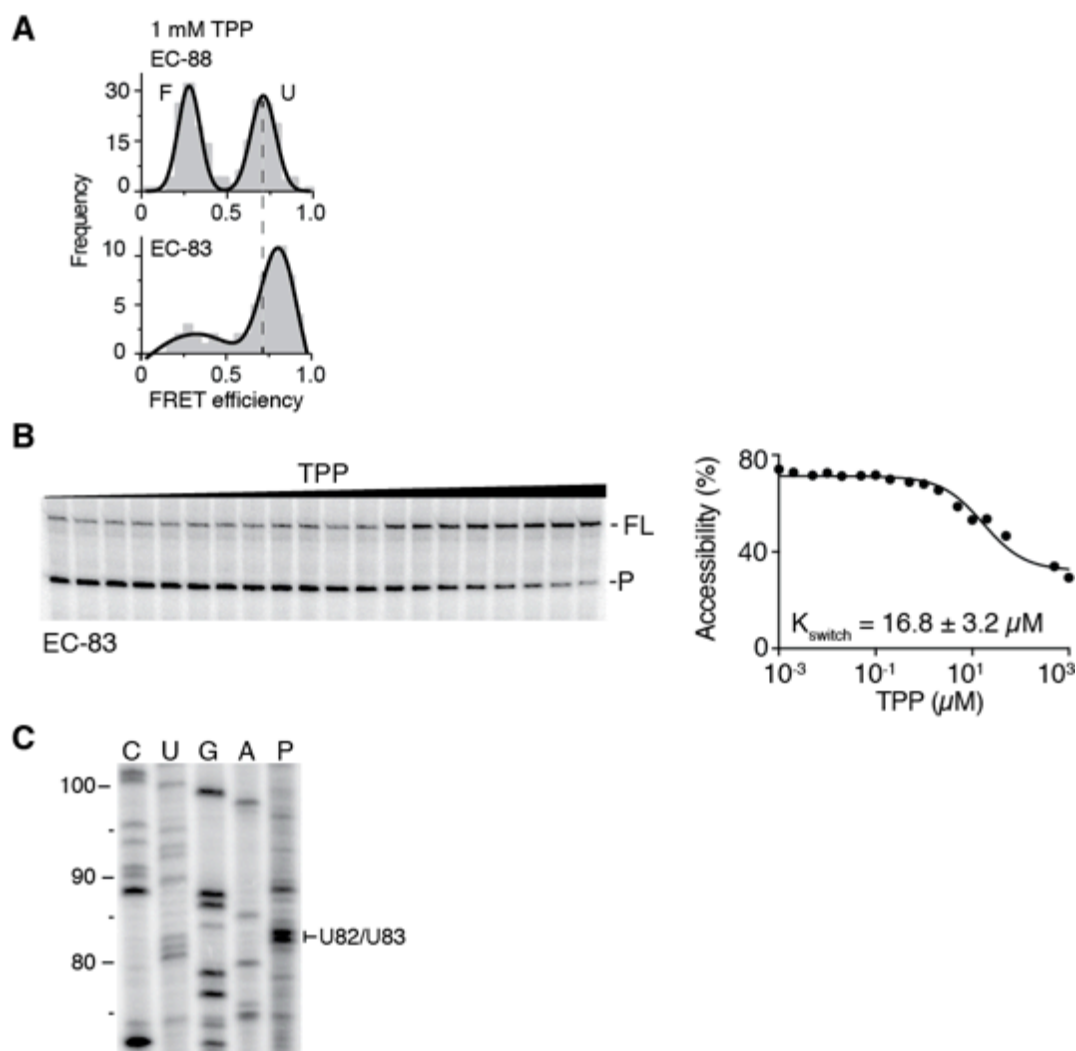 A
1 mM TPP
EC-88
F
U
30
15
0
0 0.5 1.0
Frequency
EC-83
10
5
0
0 0.5 1.0
FRET efficiency
B
TPP
FL
P
EC-83
80
40
0
Accessibility (%)
Kswitch = 16.8 ± 3.2 µM
10-3 10-1 101 103
TPP (µM)
C
C U G A P
100
90
U82/U83
80